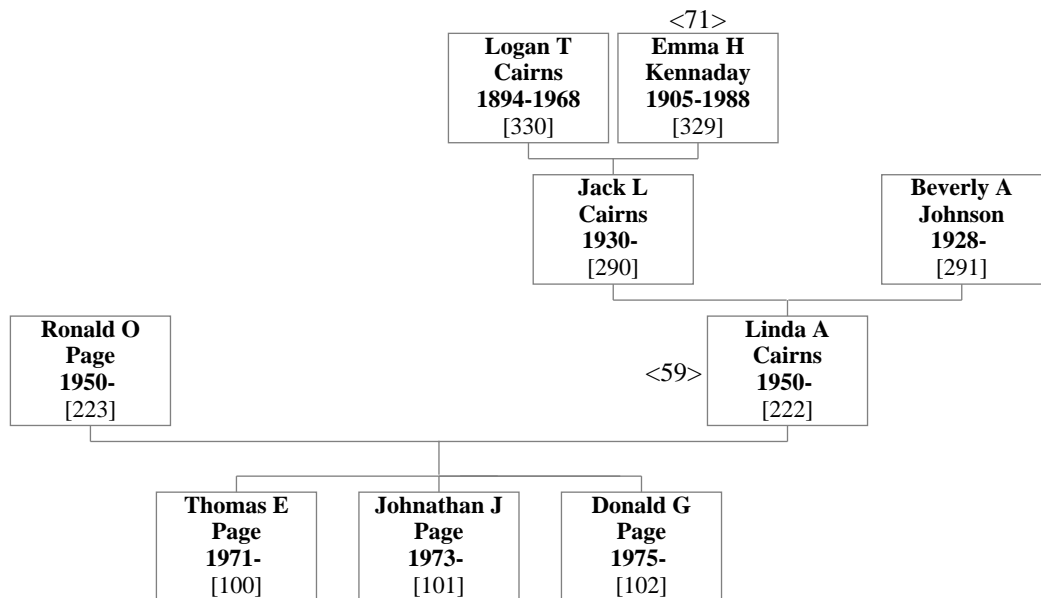 <71>
Logan T
Cairns
1894-1968
[330]
Emma H
Kennaday
1905-1988
[329]
Jack L
Cairns
1930-
[290]
Beverly A
Johnson
1928-
[291]
Ronald O
Page
1950-
[223]
<59>
Linda A
Cairns
1950-
[222]
Thomas E
Page
1971-
[100]
Johnathan J
Page
1973-
[101]
Donald G
Page
1975-
[102]